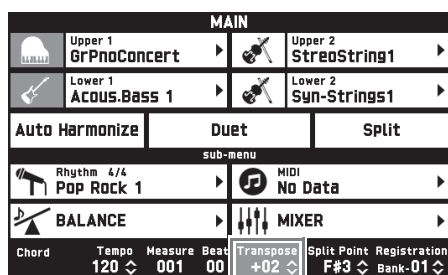 MAIN
Upper 1
GrPnoConcert
Upper 2
StreoString1
Lower 1
Acous.Bass 1
Lower 2
Syn-Strings1
Auto Harmonize Duet Split
sub-menu
Rhythm 4/4
Pop Rock 1
MIDI
No Data
BALANCE
MIXER
Chord Tempo Measure Beat Transpose Split Point Registration
120 001 00 +02 F#3 Bank-01